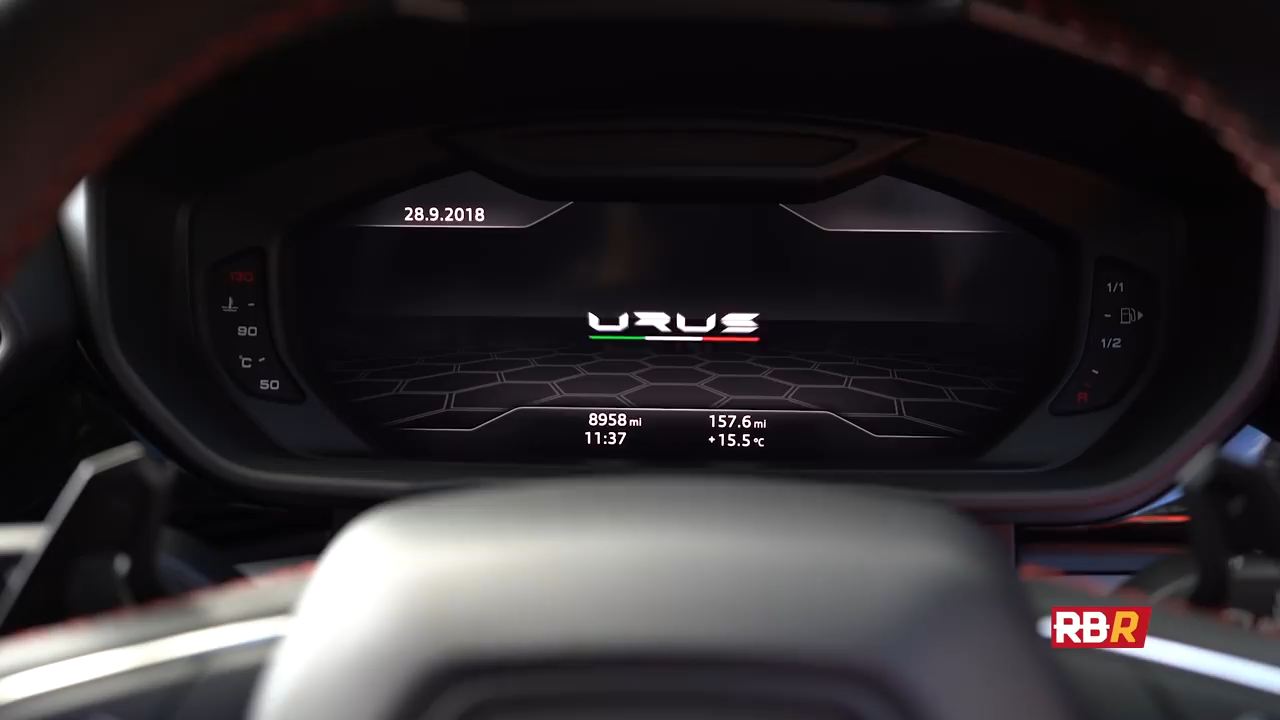 28.9.2018
130
90
°C
50
URUS
8958 mi
157.6 mi
11:37
+15.5 °C
1/1
1/2
R
RBR